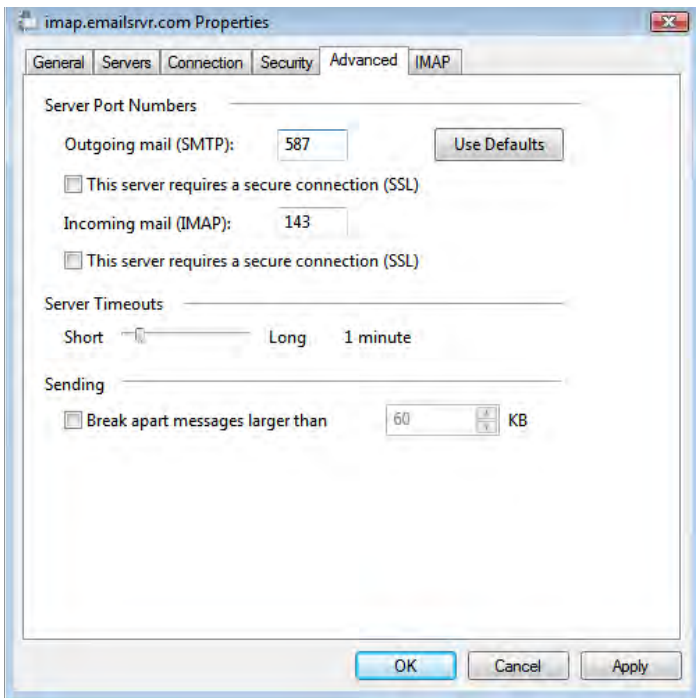 imap.emailsrvr.com Properties
General Servers Connection Security Advanced IMAP
Server Port Numbers
Outgoing mail (SMTP): 587 Use Defaults
This server requires a secure connection (SSL)
Incoming mail (IMAP): 143
This server requires a secure connection (SSL)
Server Timeouts
Short Long 1 minute
Sending
Break apart messages larger than 60 KB
OK Cancel Apply